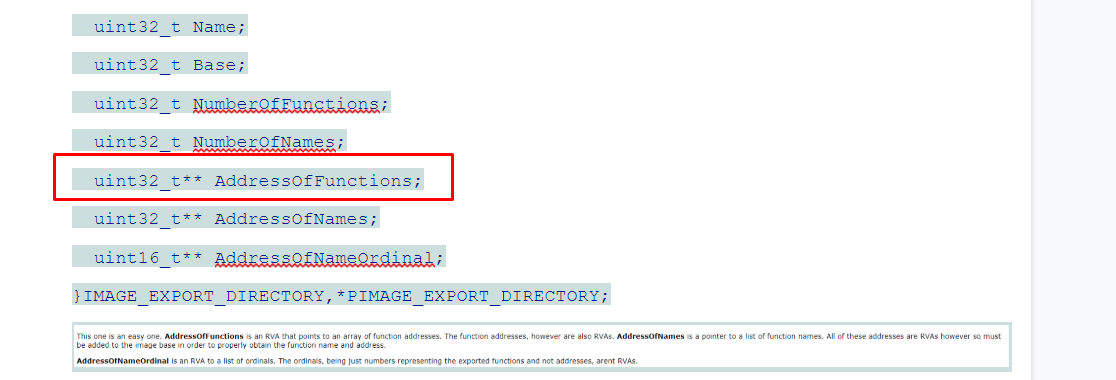 uint32_t Name;
uint32_t Base;
uint32_t NumberOfFunctions;
uint32_t NumberOfNames;
uint32_t** AddressOfFunctions;
uint32_t** AddressOfNames;
uint16_t** AddressOfNameOrdinal;
}IMAGE_EXPORT_DIRECTORY,*PIMAGE_EXPORT_DIRECTORY;
This one is an easy one. AddressOfFunctions is an RVA that points to an array of function addresses. The function addresses, however are also RVAs. AddressOfNames is a pointer to a list of function names. All of these addresses are RVAs however so must
be added to the image base in order to properly obtain the function name and address.
AddressOfNameOrdinal is an RVA to a list of ordinals. The ordinals, being just numbers representing the exported functions and not addresses, arent RVAs.